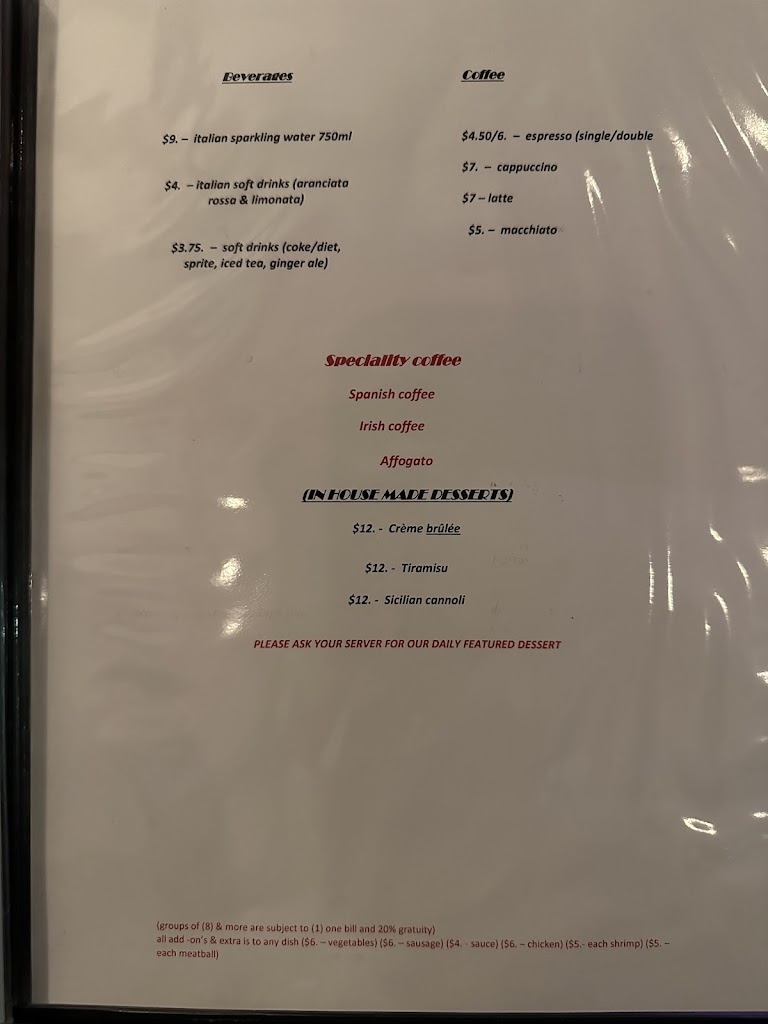 Beverages
$9. – italian sparkling water 750ml
$4. – italian soft drinks (aranciata
rossa & limonata)
$3.75. – soft drinks (coke/diet,
sprite, iced tea, ginger ale)
Coffee
$4.50/6. – espresso (single/double
$7. – cappuccino
$7 – latte
$5. – macchiato
Speciality coffee
Spanish coffee
Irish coffee
Affogato
(IN HOUSE MADE DESSERTS)
$12. - Crème brûlée
$12. - Tiramisu
$12. - Sicilian cannoli
PLEASE ASK YOUR SERVER FOR OUR DAILY FEATURED DESSERT
(groups of (8) & more are subject to (1) one bill and 20% gratuity)
all add -on's & extra is to any dish ($6. – vegetables) ($6. – sausage) ($4. - sauce) ($6. – chicken) ($5.- each shrimp) ($5. –
each meatball)